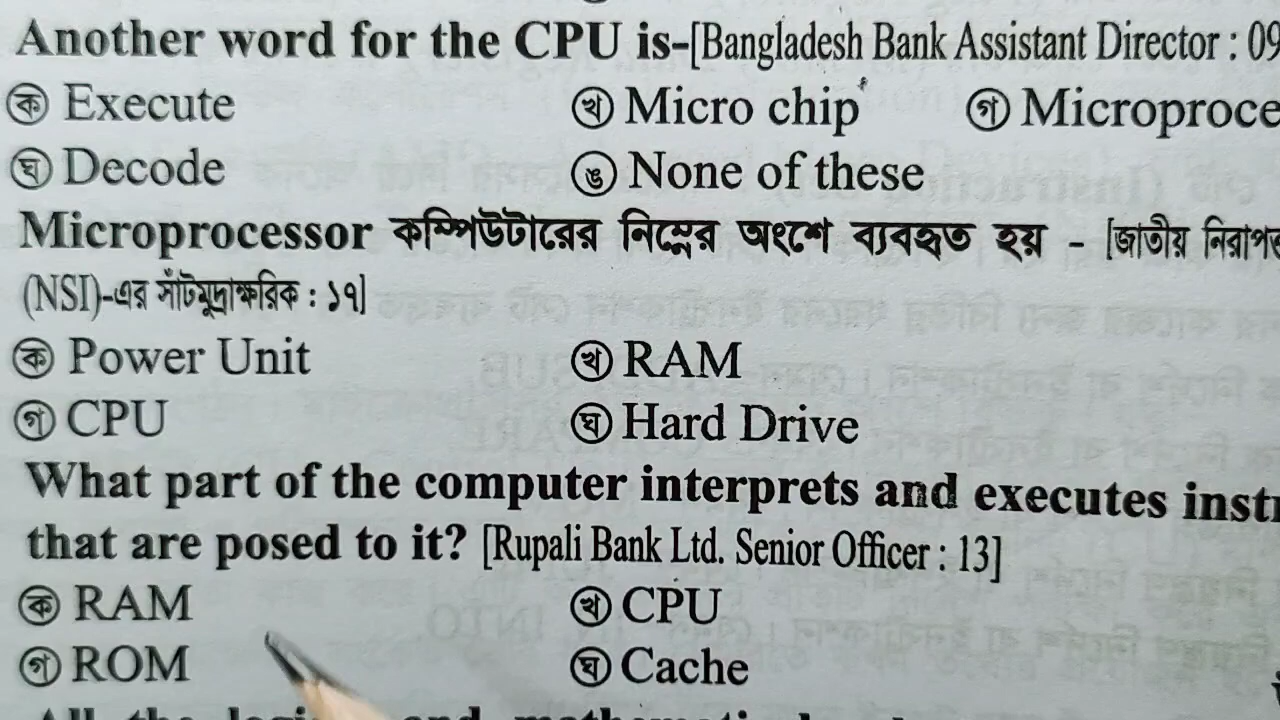 Another word for the CPU is-[Bangladesh Bank Assistant Director : 09
ক Execute খ Micro chip গ Microproce
ঘ Decode ঙ None of these
Microprocessor কম্পিউটারের নিম্নের অংশে ব্যবহৃত হয় - [জাতীয়
(NSI)-এর সাঁটমুদ্রাক্ষরিক : ১৭]
ক Power Unit খ RAM
গ CPU ঘ Hard Drive
What part of the computer interprets and executes instr
that are posed to it? [Rupali Bank Ltd. Senior Officer : 13]
ক RAM খ CPU
গ ROM ঘ Cache